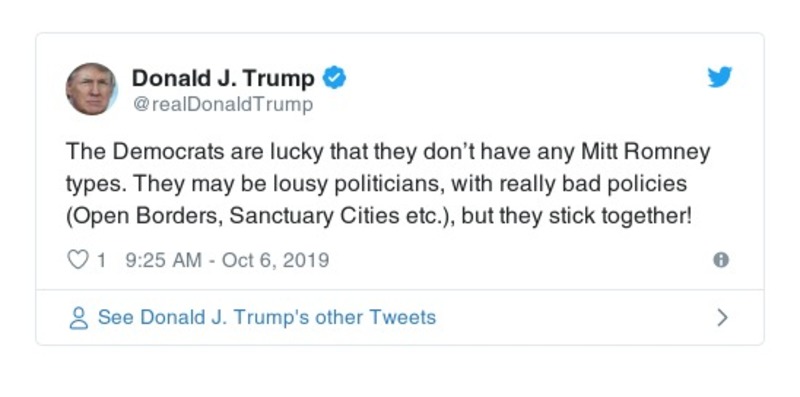 Donald J. Trump
@realDonaldTrump
The Democrats are lucky that they don’t have any Mitt Romney
types. They may be lousy politicians, with really bad policies
(Open Borders, Sanctuary Cities etc.), but they stick together!
1 9:25 AM - Oct 6, 2019
See Donald J. Trump's other Tweets